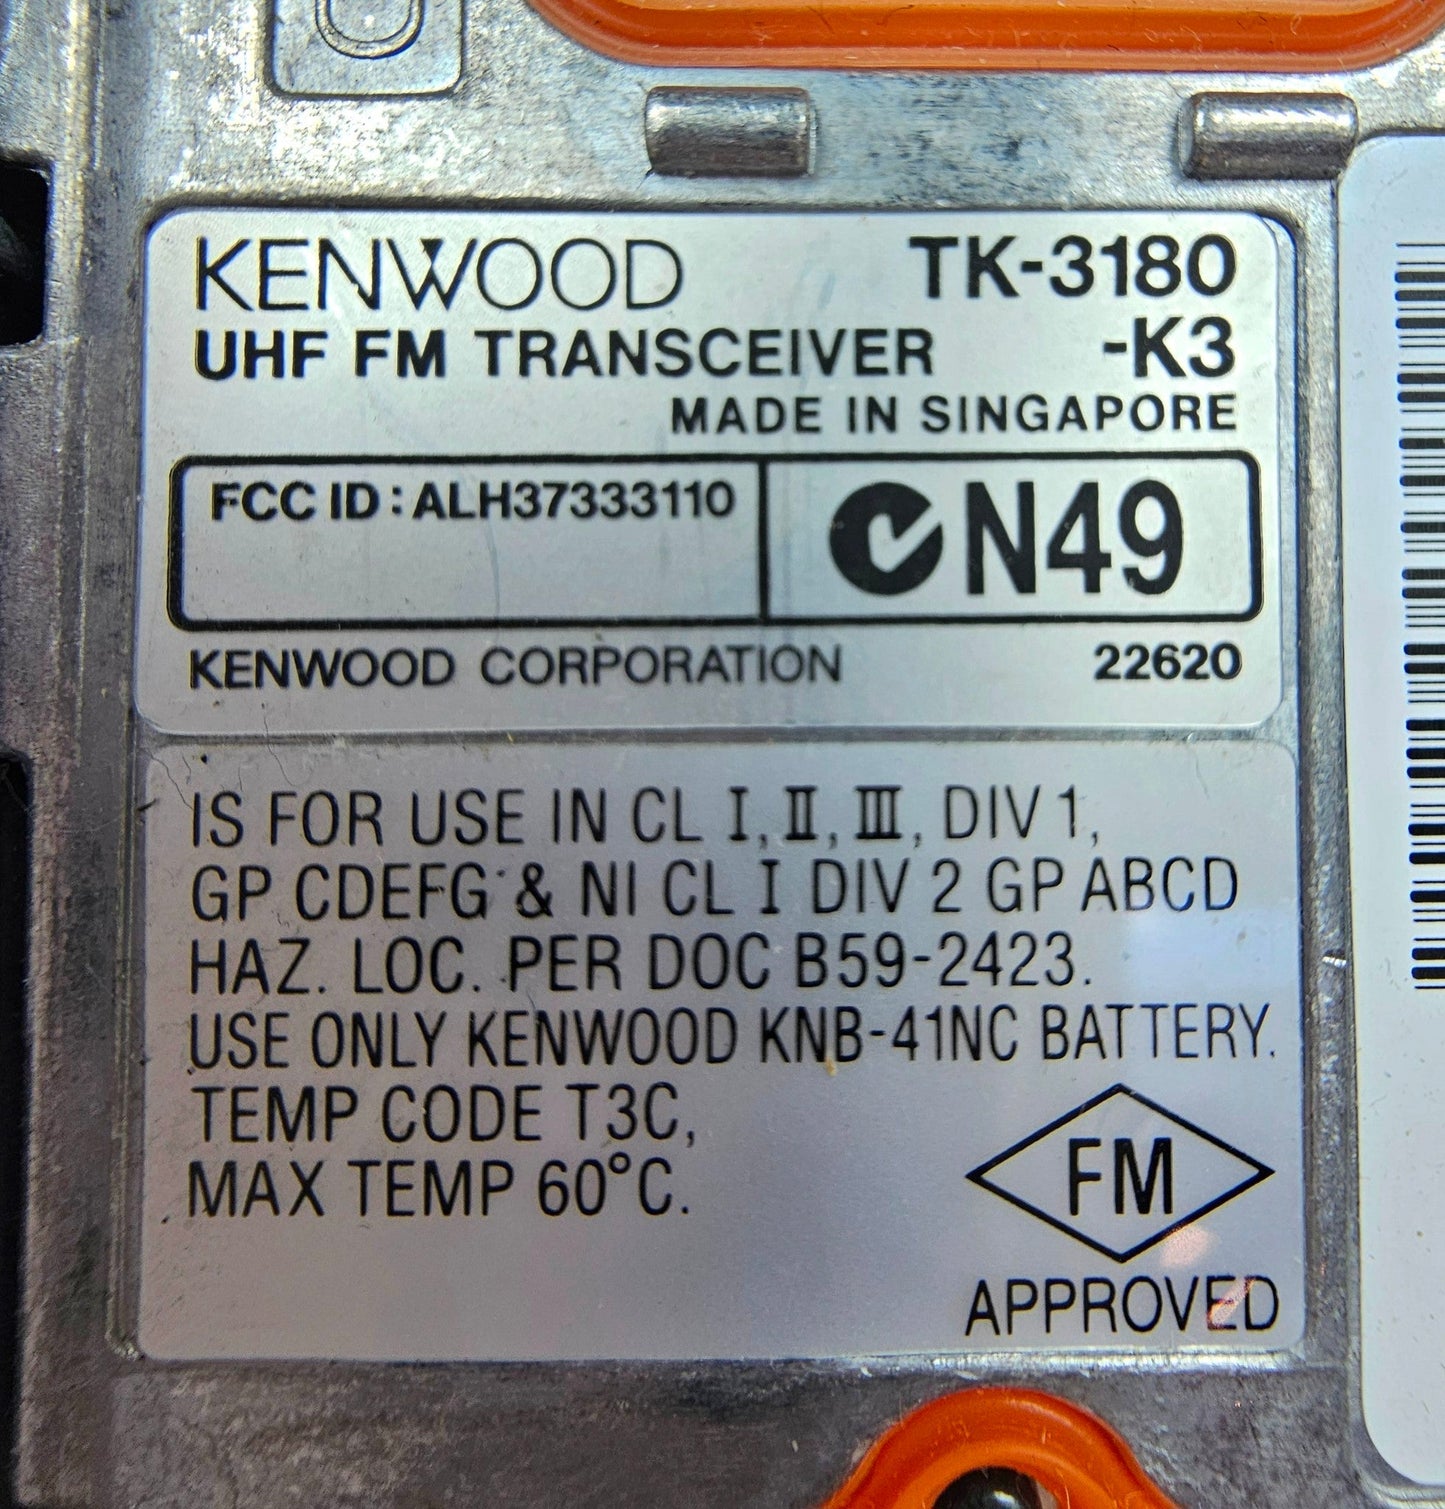 KENWOOD TK-3180
UHF FM TRANSCEIVER -K3
MADE IN SINGAPORE
FCC ID : ALH37333110
N49
KENWOOD CORPORATION 22620
IS FOR USE IN CL I, II, III, DIV 1,
GP CDEFG & NI CL I DIV 2 GP ABCD
HAZ. LOC. PER DOC B59-2423.
USE ONLY KENWOOD KNB-41NC BATTERY.
TEMP CODE T3C,
MAX TEMP 60°C.
FM
APPROVED